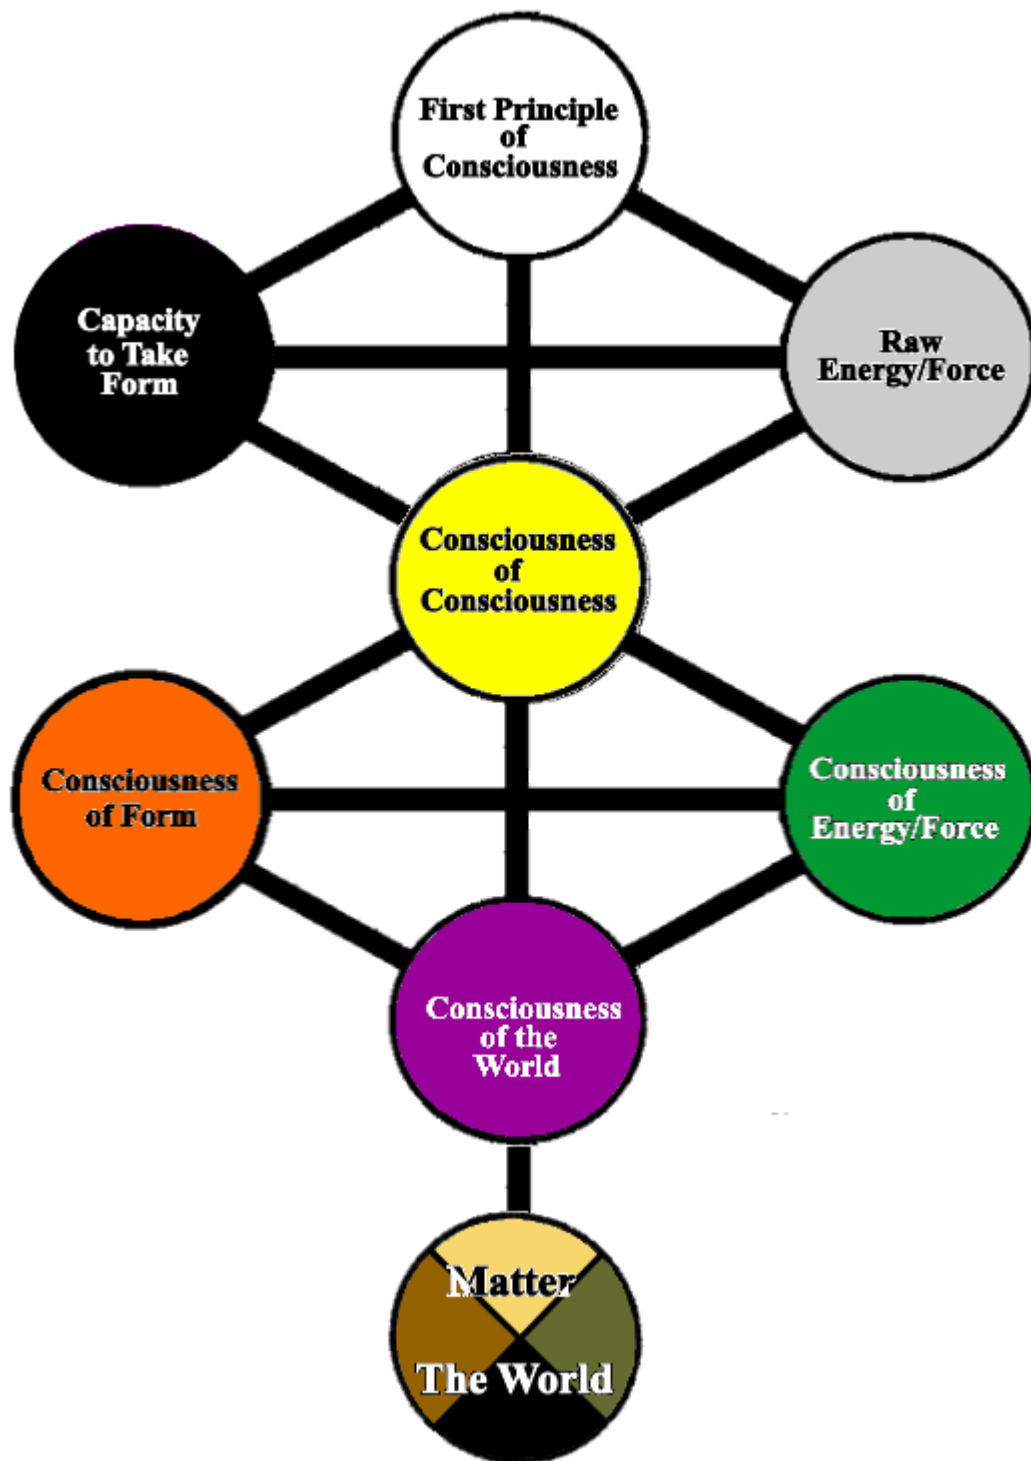 First Principle
of
Consciousness
Capacity
to Take
Form
Raw
Energy/Force
Consciousness
of
Consciousness
Consciousness
of Form
Consciousness
of
Energy/Force
Consciousness
of the
World
Matter
The World